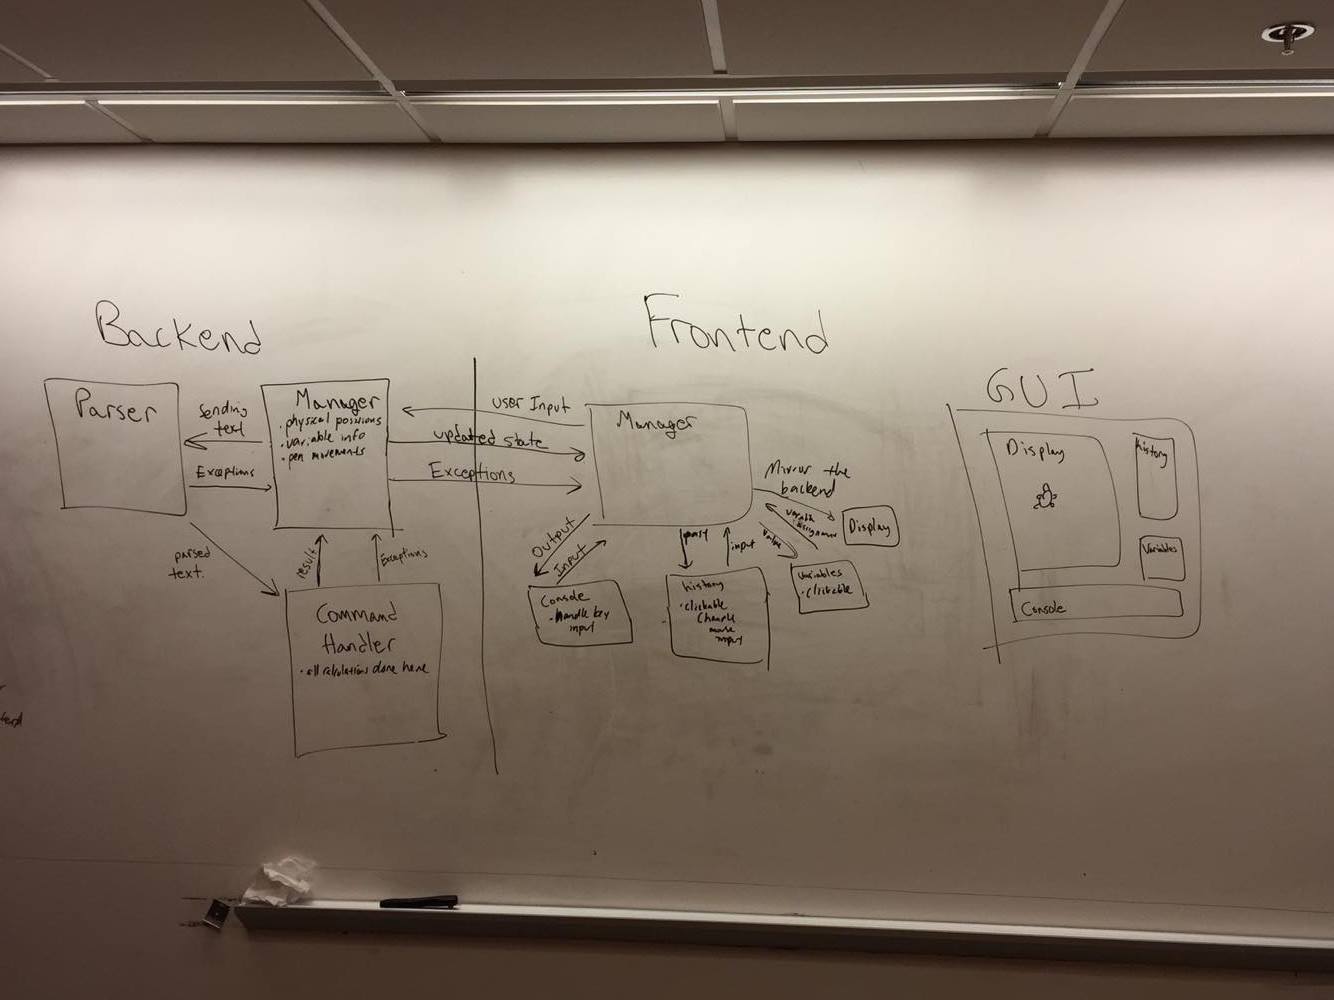 Backend
Parser
Sending
text
Exceptions
Manager
· physical positions
· variable info
· pen movements
parsed
text.
result
Exceptions
Command
Handler
· all calculations done here
Frontend
user Input
updated state
Exceptions
Manager
Mirror the
backend
Display
Output
Input
Console
· Handle key
input
past
input
history
· clickable
mouse
input
variable
value
variables
· clickable
GUI
Display
history
Variables
Console